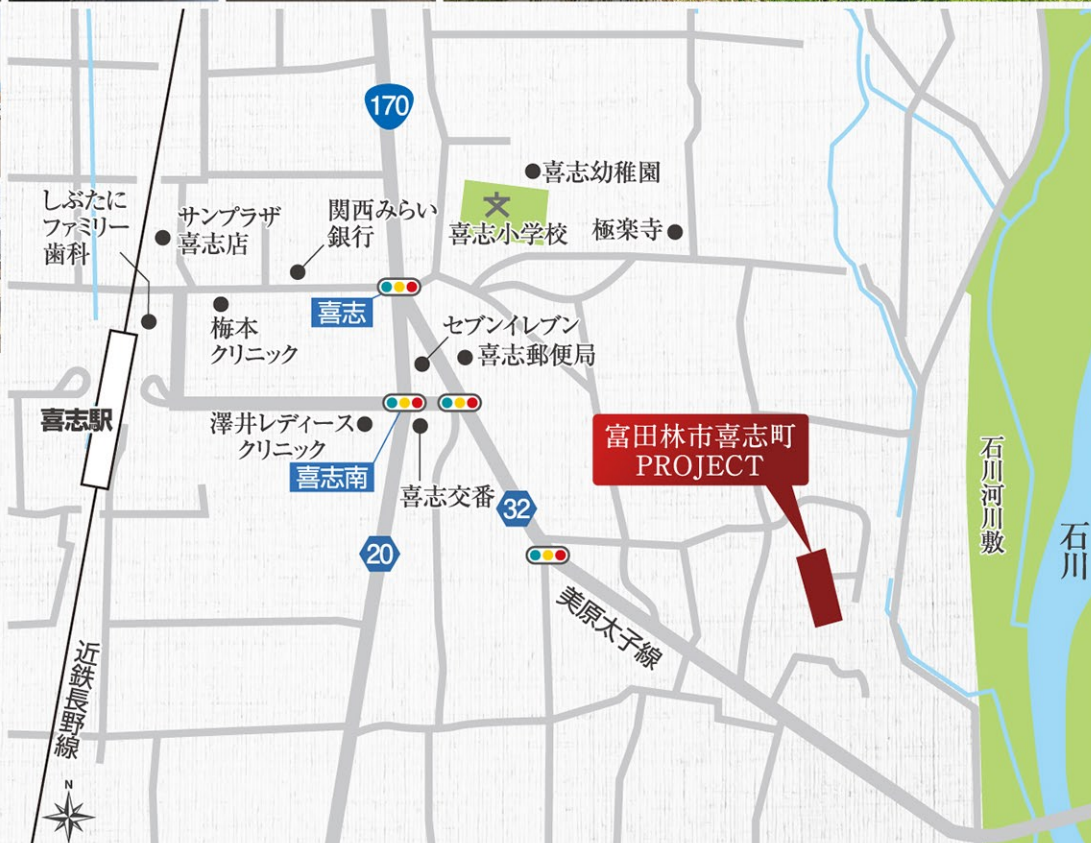 170
喜志幼稚園
文
喜志小学校
極楽寺
しぶたに
ファミリー
歯科
サンプラザ
喜志店
関西みらい
銀行
喜志
梅本
クリニック
セブンイレブン
喜志郵便局
喜志駅
澤井レディース
クリニック
喜志南
喜志交番
富田林市喜志町
PROJECT
32
20
美原太子線
石川河川敷
石川
近鉄長野線
N